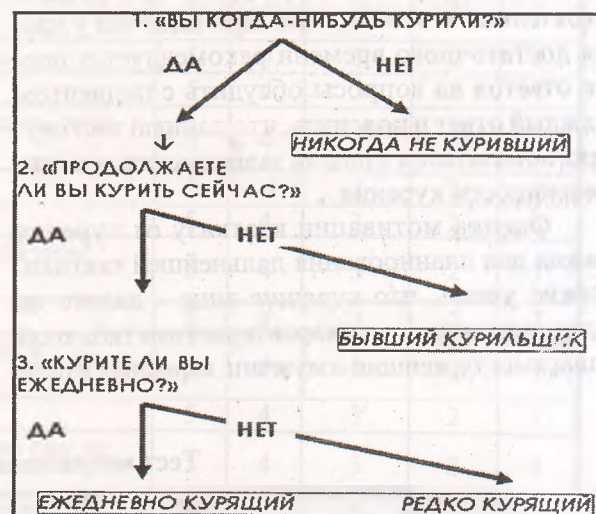 1. «ВЫ КОГДА-НИБУДЬ КУРИЛИ?»
ДА НЕТ
НИКОГДА НЕ КУРИВШИЙ
2. «ПРОДОЛЖАЕТЕ
ЛИ ВЫ КУРИТЬ СЕЙЧАС?»
ДА НЕТ
БЫВШИЙ КУРИЛЬЩИК
3. «КУРИТЕ ЛИ ВЫ
ЕЖЕДНЕВНО?»
ДА НЕТ
ЕЖЕДНЕВНО КУРЯЩИЙ РЕДКО КУРЯЩИЙ